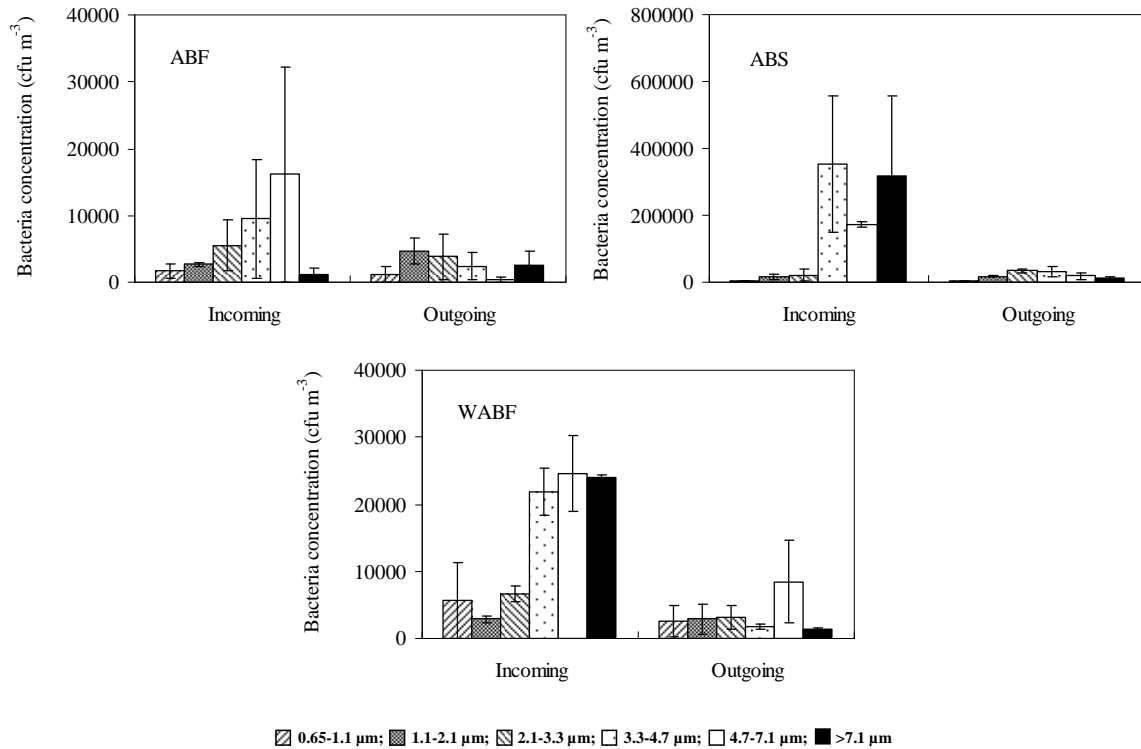 Bacteria concentration (cfu m-3)
40000
30000
20000
10000
0
ABF
Incoming
Outgoing
Bacteria concentration (cfu m-3)
800000
600000
400000
200000
0
ABS
Incoming
Outgoing
Bacteria concentration (cfu m-3)
40000
30000
20000
10000
0
WABF
Incoming
Outgoing
0.65-1.1 µm; 1.1-2.1 µm; 2.1-3.3 µm; 3.3-4.7 µm; 4.7-7.1 µm; >7.1 µm